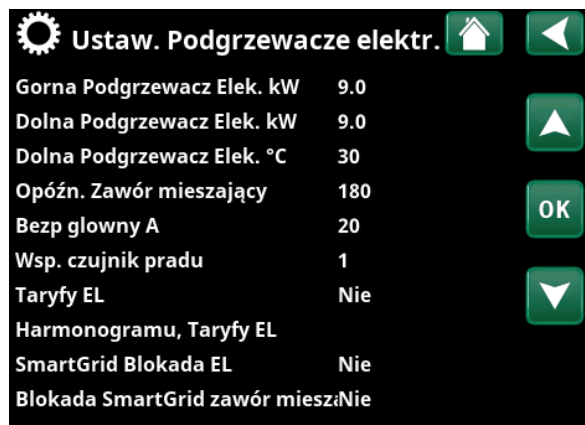 Ustaw. Podgrzewacze elektr.
Gorna Podgrzewacz Elek. kW 9.0
Dolna Podgrzewacz Elek. kW 9.0
Dolna Podgrzewacz Elek. °C 30
Opóźn. Zawór mieszający 180
Bezp glowny A 20
OK
Wsp. czujnik pradu 1
Taryfy EL Nie
Harmonogramu, Taryfy EL
SmartGrid Blokada EL Nie
Blokada SmartGrid zawór miesza Nie